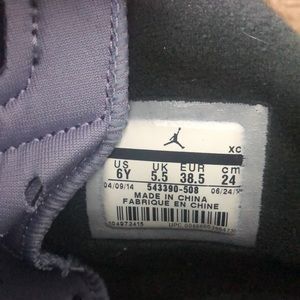 XC
US UK EUR cm
6Y 5.5 38.5 24
04/09/14 543390-508 06/24/
MADE IN CHINA
FABRIQUE EN CHINE